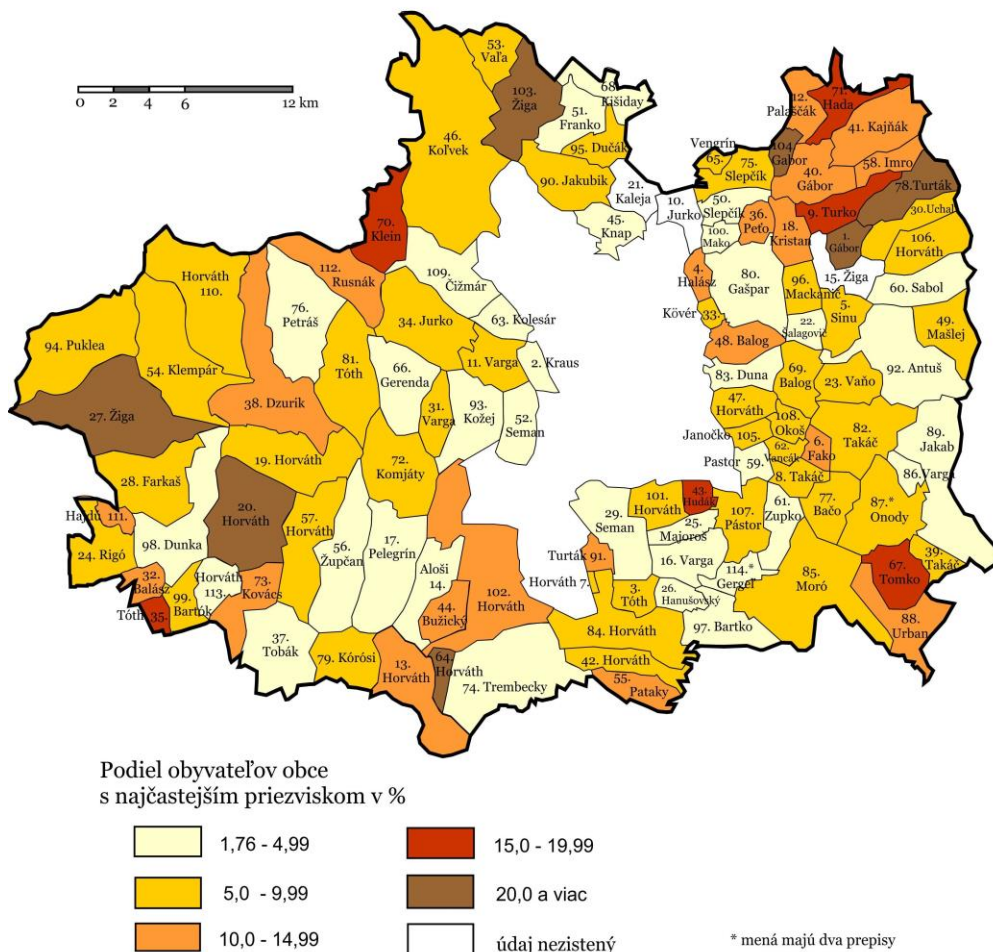 53.
Vaľa
68.
Kišiday
103.
Žiga
51.
Franko
0 2 4 6 12 km
12.
Palaščák
71.
Hada
46.
Koľvek
95. Dučák
41. Kajňák
Vengrín
65.
75.
Slepčík
104.
Gabor
58. Imro
90. Jakubik
21.
Kaleja
40.
Gábor
78.Turták
10.
Jurko
50.
Slepčík
36.
Peťo
9. Turko
30.Uchaľ
70.
Klein
45.
Knap
100.
Mako
18.
Kristan
1.
Gábor
106.
Horváth
Horváth
110.
112.
Rusnák
109.
Čižmár
4.
Halász
80.
Gašpar
15. Žiga
60. Sabol
76.
Petráš
96.
Mackanič
5.
Sinu
34. Jurko
63. Kolesár
Kövér
33.
22.
Šalagovič
49.
Mašlej
94. Puklea
48. Balog
54. Klempár
81.
Tóth
11. Varga
2. Kraus
66.
Gerenda
83. Duna
69.
Balog
92. Antuš
23. Vaňo
27. Žiga
38. Dzurik
31.
Varga
93.
Kožej
52.
Seman
47.
Horváth
108.
Okoš
82.
Takáč
Janočko
105.
62.
Vancák
6.
Fako
89.
Jakab
19. Horváth
72.
Komjáty
Pastor
59.
8. Takáč
86.Varga
28. Farkaš
43.
Hudák
20.
Horváth
101.
Horváth
107.
Pástor
61.
Zupko
77.
Bačo
87.*
Onody
Hajdú
111.
57.
Horváth
29.
Seman
25.
Majoroš
24. Rigó
98. Dunka
56.
Župčan
17.
Pelegrín
Turták
91.
16. Varga
39.
Takáč
Aloši
14.
114.*
Gergeľ
67.
Tomko
32.
Balász
Horváth
113.
73.
Kovács
102.
Horváth
Horváth 7.
3.
Tóth
26.
Hanušovský
85.
Moró
99.
Bartók
Tóth 35.
44.
Bužický
88.
Urban
97. Bartko
37.
Tobák
84. Horváth
79. Kórósi
13.
Horváth
64.
Horváth
42. Horváth
74. Trembecky
55.
Pataky
Podiel obyvateľov obce
s najčastejším priezviskom v %
1,76 - 4,99
15,0 - 19,99
5,0 - 9,99
20,0 a viac
10,0 - 14,99
údaj nezistený
* mená majú dva prepisy